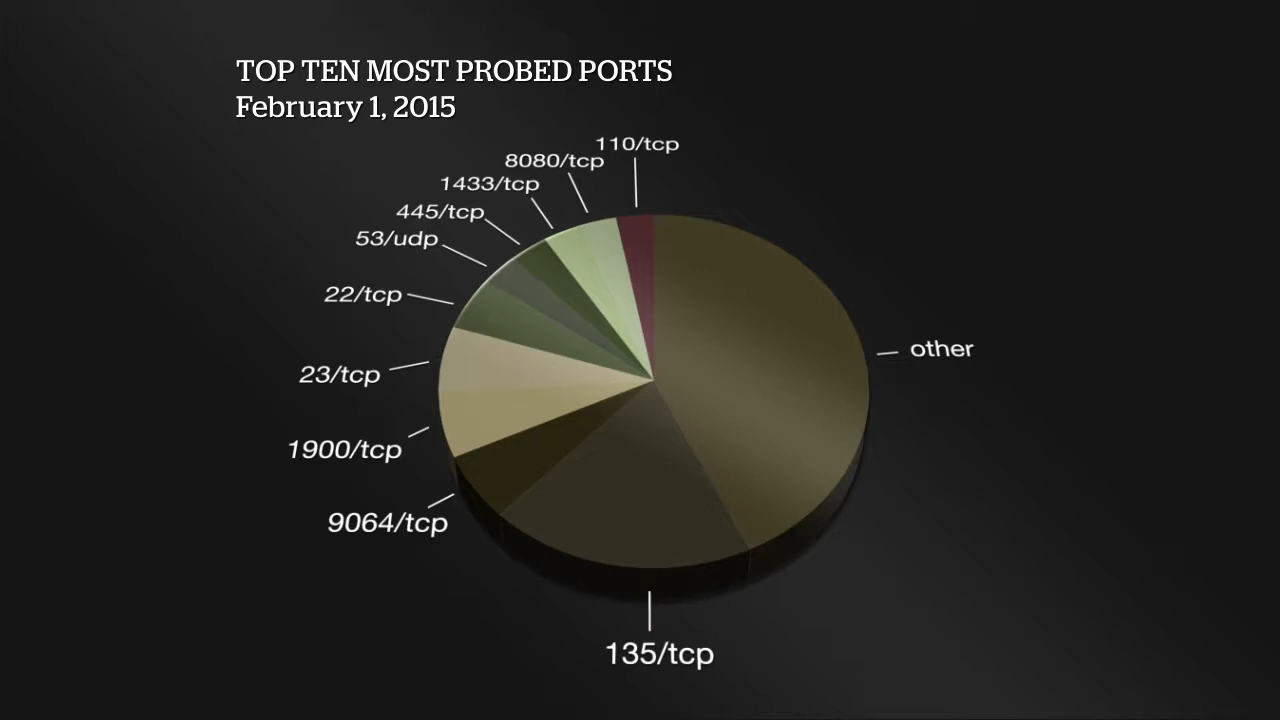 TOP TEN MOST PROBED PORTS
February 1, 2015
110/tcp
8080/tcp
1433/tcp
445/tcp
53/udp
22/tcp
other
23/tcp
1900/tcp
9064/tcp
135/tcp